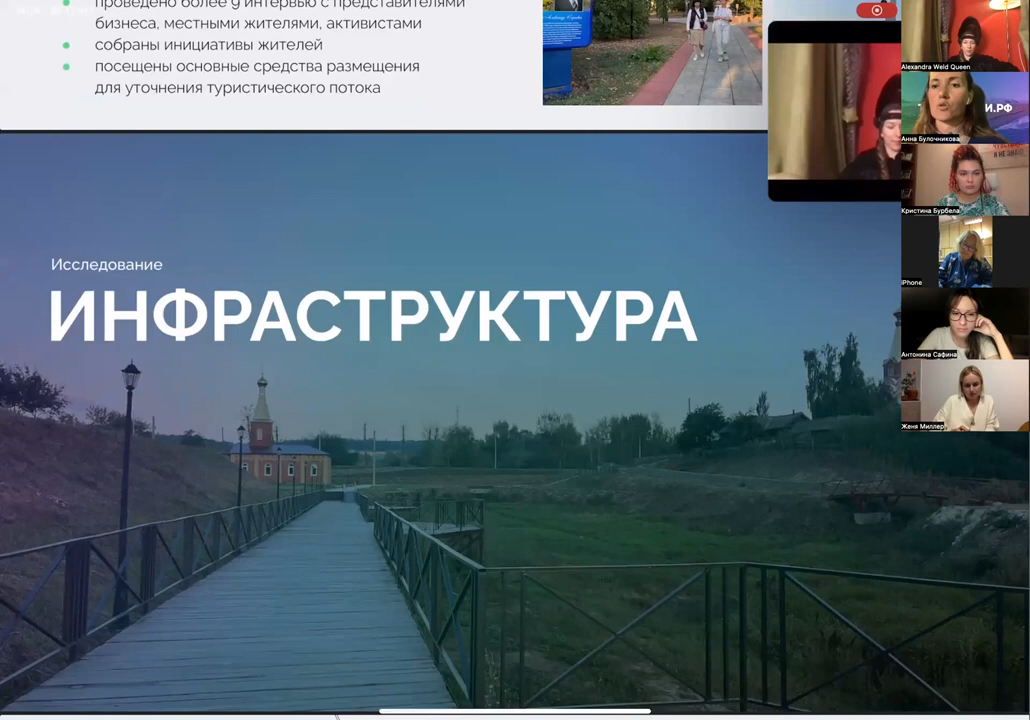 проведено более 9 интервью с представителями
бизнеса, местными жителями, активистами
собраны инициативы жителей
посещены основные средства размещения
для уточнения туристического потока
Исследование
ИНФРАСТРУКТУРА
Alexandra Weld Queen
И.РФ
Анна Булочникова
Кристина Бурбела
iPhone
Антонина Сафина
Женя Миллер